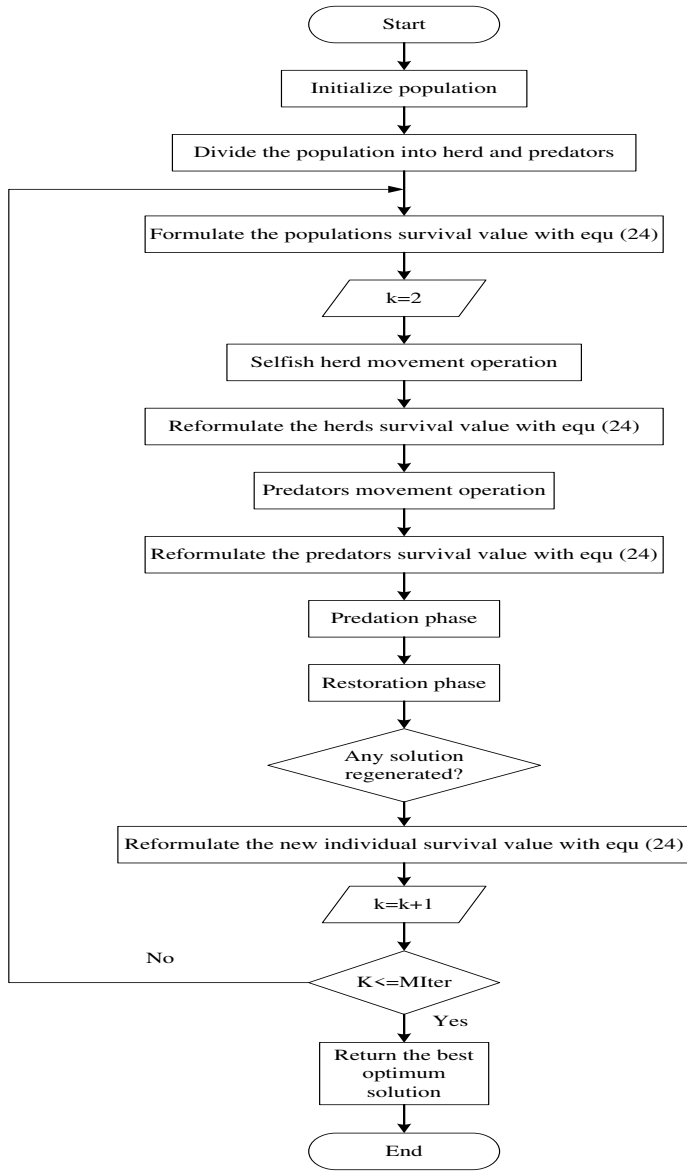 Start
Initialize population
Divide the population into herd and predators
Formulate the populations survival value with equ (24)
k=2
Selfish herd movement operation
Reformulate the herds survival value with equ (24)
Predators movement operation
Reformulate the predators survival value with equ (24)
Predation phase
Restoration phase
Any solution
regenerated?
Reformulate the new individual survival value with equ (24)
k=k+1
No
K<=MIter
Yes
Return the best
optimum
solution
End